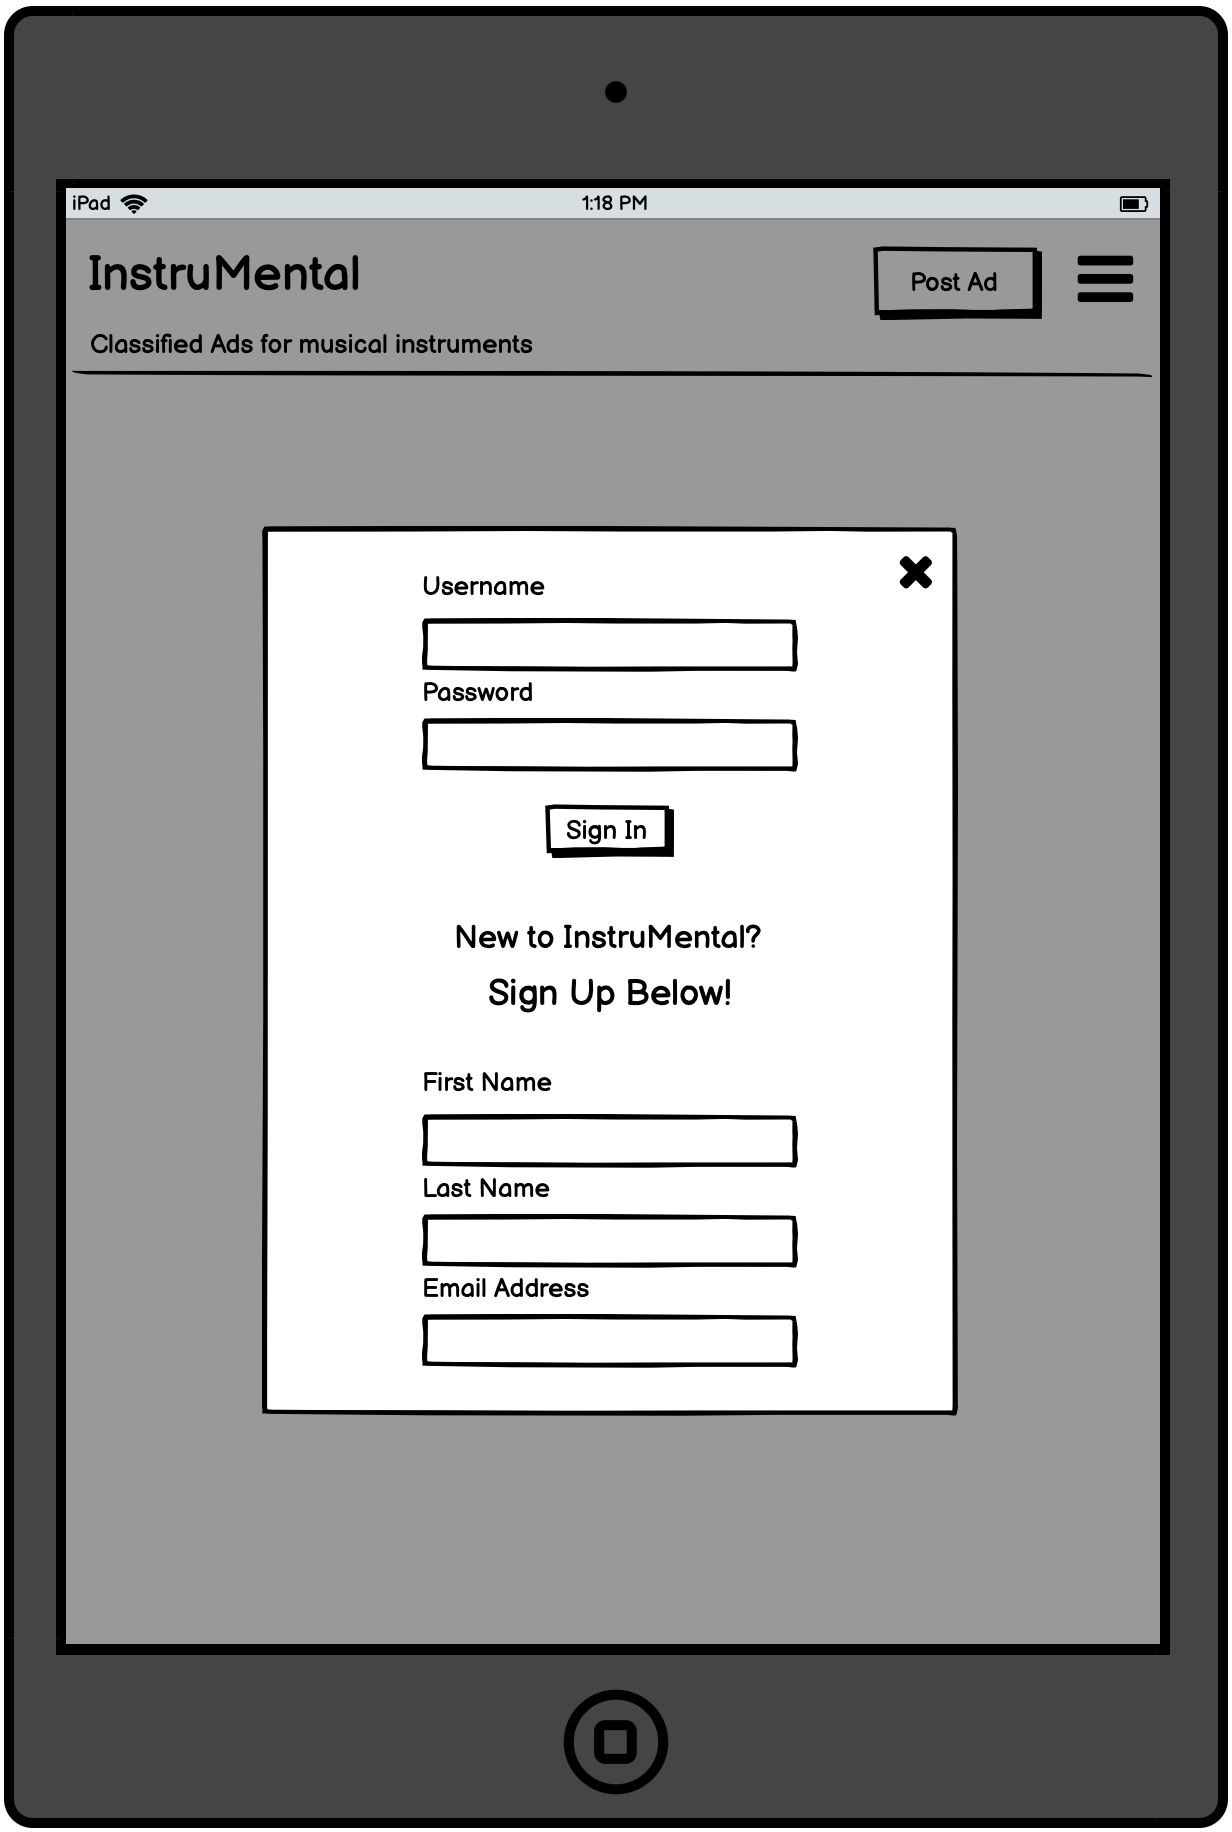 iPad 1:18 PM
InstruMental
Post Ad
Classified Ads for musical instruments
Username
Password
Sign In
New to InstruMental?
Sign Up Below!
First Name
Last Name
Email Address